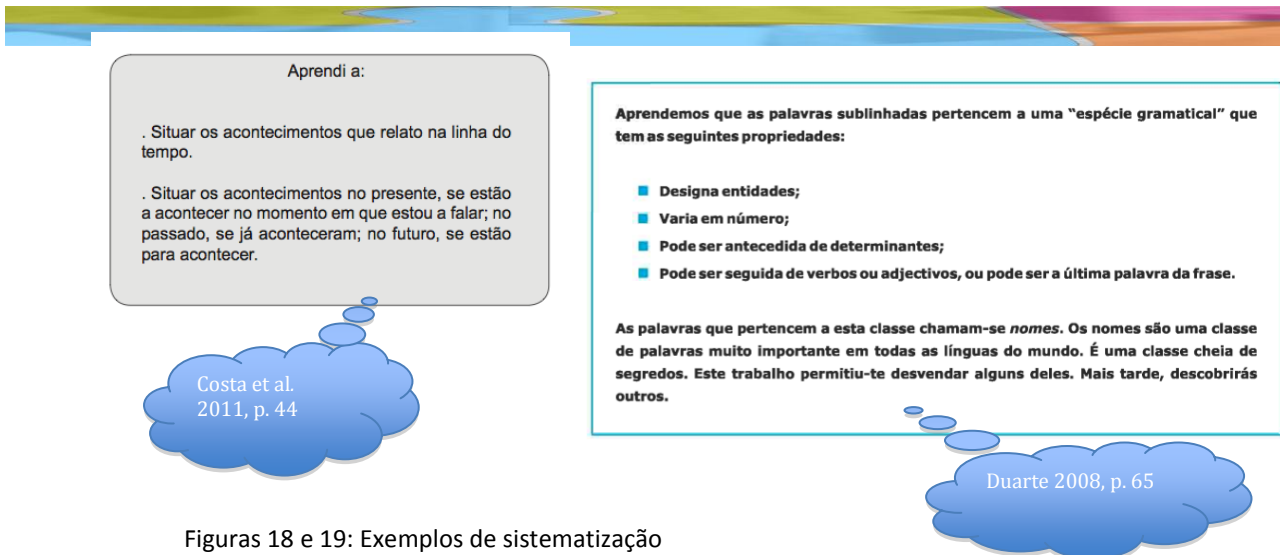 Aprendi a:
. Situar os acontecimentos que relato na linha do
tempo.
. Situar os acontecimentos no presente, se estão
a acontecer no momento em que estou a falar; no
passado, se já aconteceram; no futuro, se estão
para acontecer.
Costa et al.
2011, p. 44
Aprendemos que as palavras sublinhadas pertencem a uma “espécie gramatical” que
tem as seguintes propriedades:
Designa entidades;
Varia em número;
Pode ser antecedida de determinantes;
Pode ser seguida de verbos ou adjectivos, ou pode ser a última palavra da frase.
As palavras que pertencem a esta classe chamam-se nomes. Os nomes são uma classe
de palavras muito importante em todas as línguas do mundo. É uma classe cheia de
segredos. Este trabalho permitiu-te desvendar alguns deles. Mais tarde, descobrirás
outros.
Duarte 2008, p. 65
Figuras 18 e 19: Exemplos de sistematização